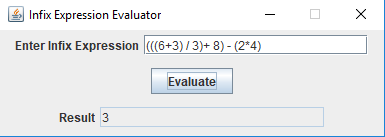 Infix Expression Evaluator
Enter Infix Expression (((6+3) / 3)+ 8) - (2*4)
Evaluate
Result 3